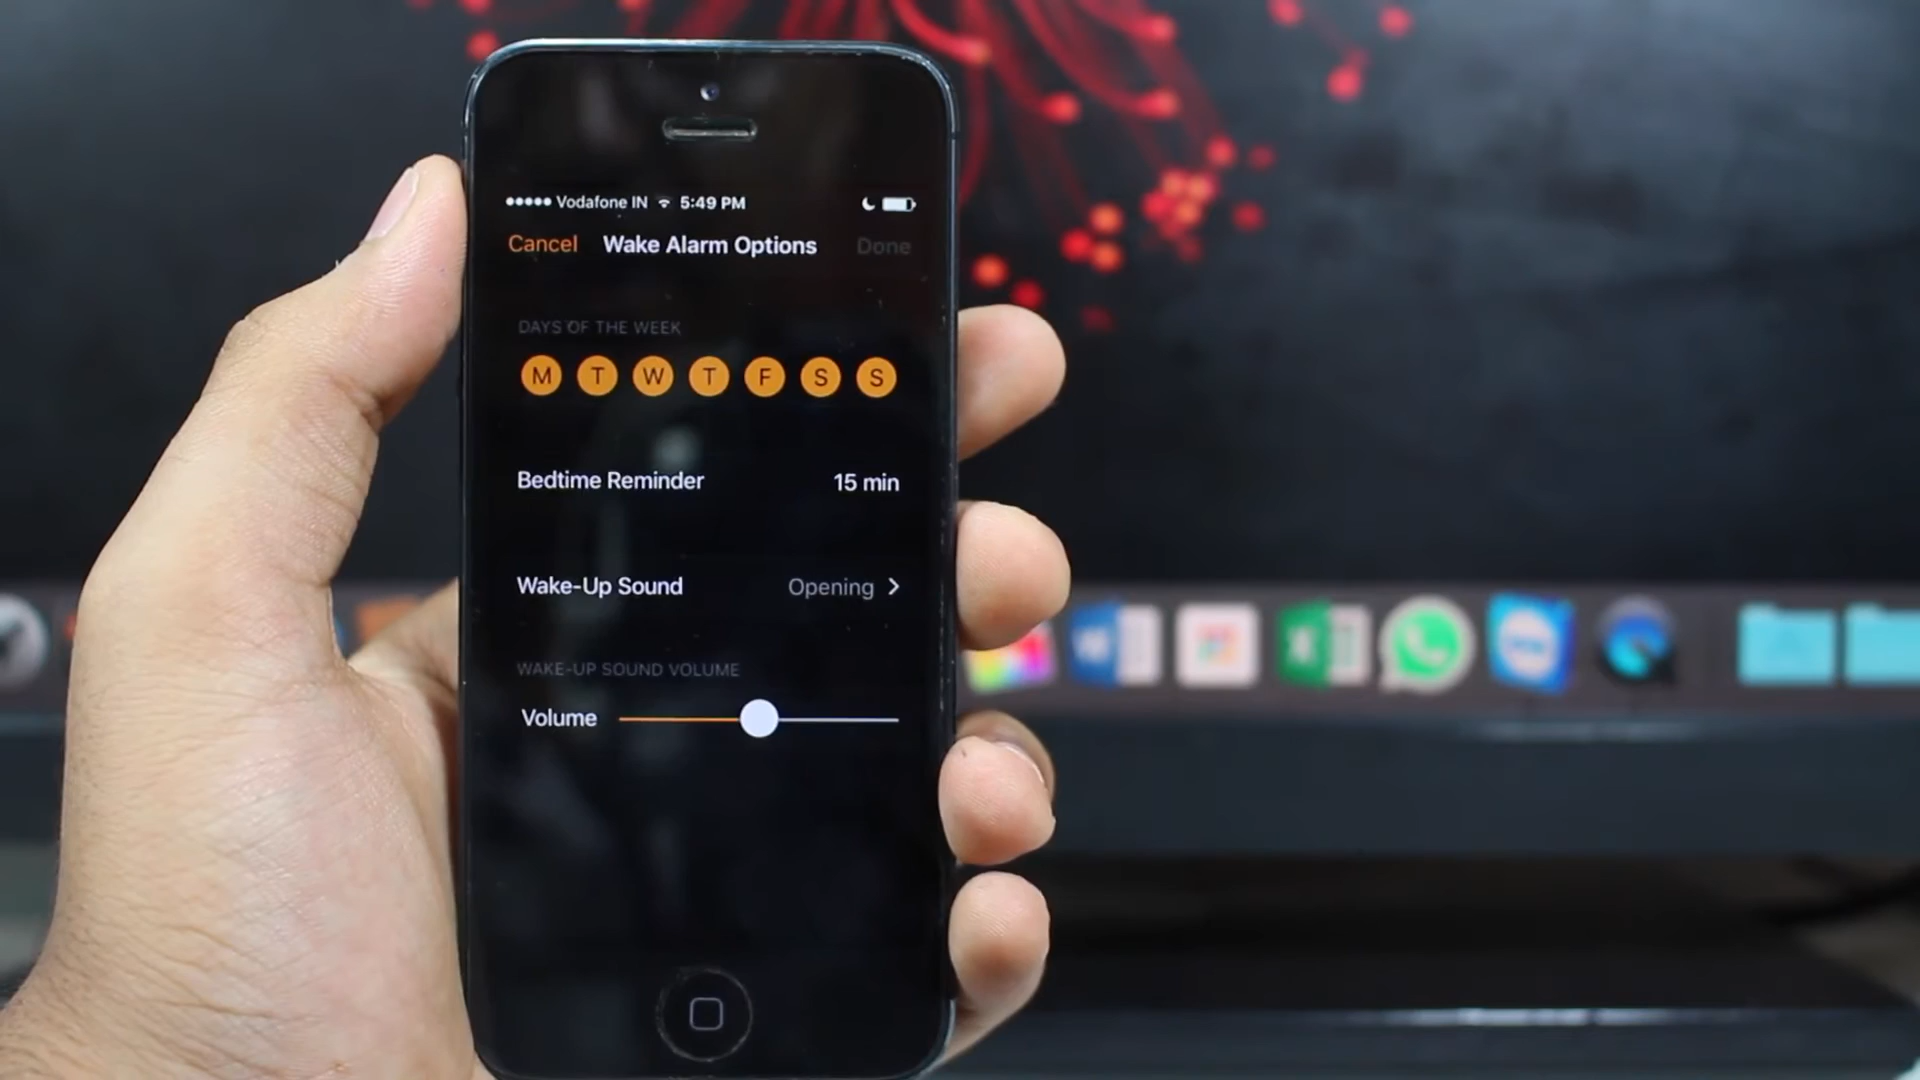 Vodafone IN 5:49 PM
Cancel Wake Alarm Options Done
DAYS OF THE WEEK
M T W T F S S
Bedtime Reminder 15 min
Wake-Up Sound Opening
WAKE-UP SOUND VOLUME
Volume